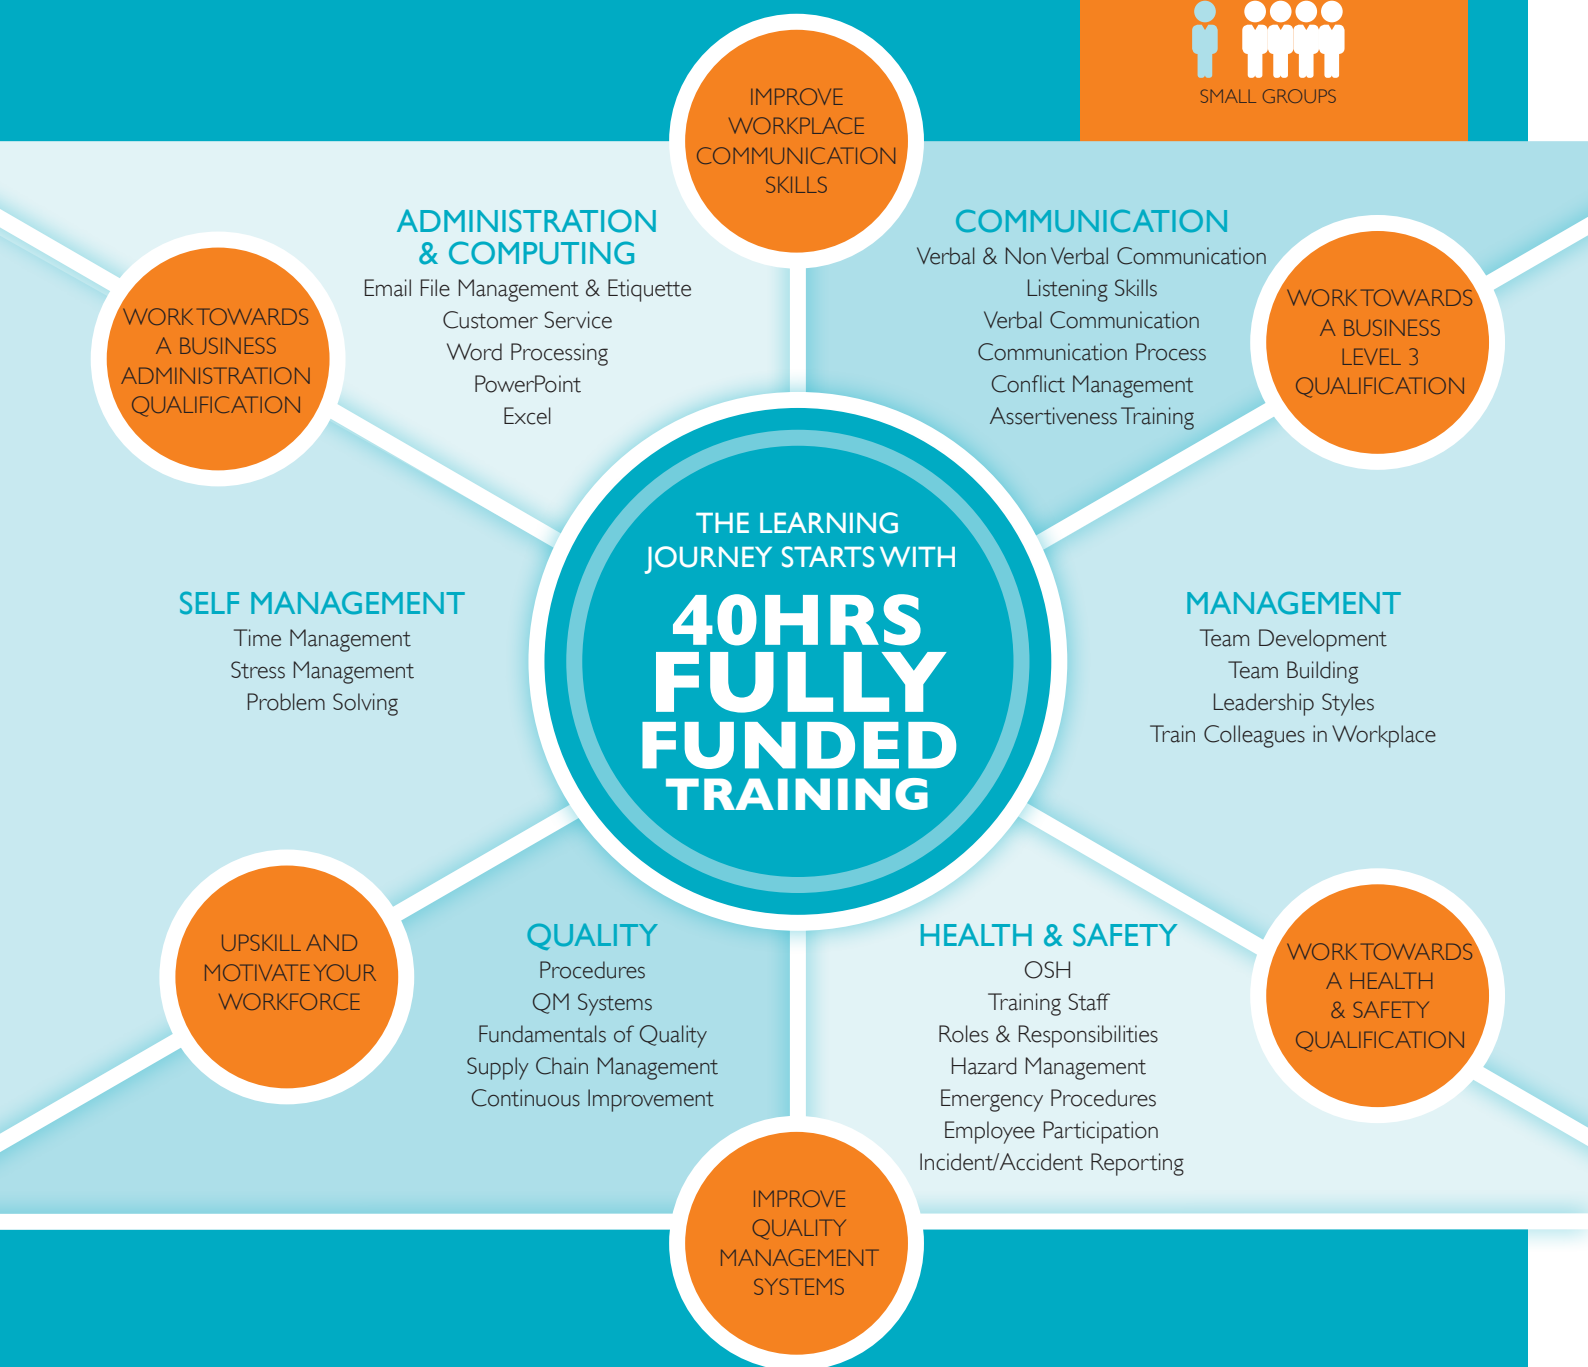 SMALL GROUPS
IMPROVE
WORKPLACE
COMMUNICATION
SKILLS
ADMINISTRATION
& COMPUTING
Email File Management & Etiquette
Customer Service
Word Processing
PowerPoint
Excel
COMMUNICATION
Verbal & Non Verbal Communication
Listening Skills
Verbal Communication
Communication Process
Conflict Management
Assertiveness Training
WORK TOWARDS
A BUSINESS
ADMINISTRATION
QUALIFICATION
WORK TOWARDS
A BUSINESS
LEVEL 3
QUALIFICATION
THE LEARNING
JOURNEY STARTS WITH
40HRS
FULLY
FUNDED
TRAINING
SELF MANAGEMENT
Time Management
Stress Management
Problem Solving
MANAGEMENT
Team Development
Team Building
Leadership Styles
Train Colleagues in Workplace
UPSKILL AND
MOTIVATE YOUR
WORKFORCE
QUALITY
Procedures
QM Systems
Fundamentals of Quality
Supply Chain Management
Continuous Improvement
HEALTH & SAFETY
OSH
Training Staff
Roles & Responsibilities
Hazard Management
Emergency Procedures
Employee Participation
Incident/Accident Reporting
WORK TOWARDS
A HEALTH
& SAFETY
QUALIFICATION
IMPROVE
QUALITY
MANAGEMENT
SYSTEMS